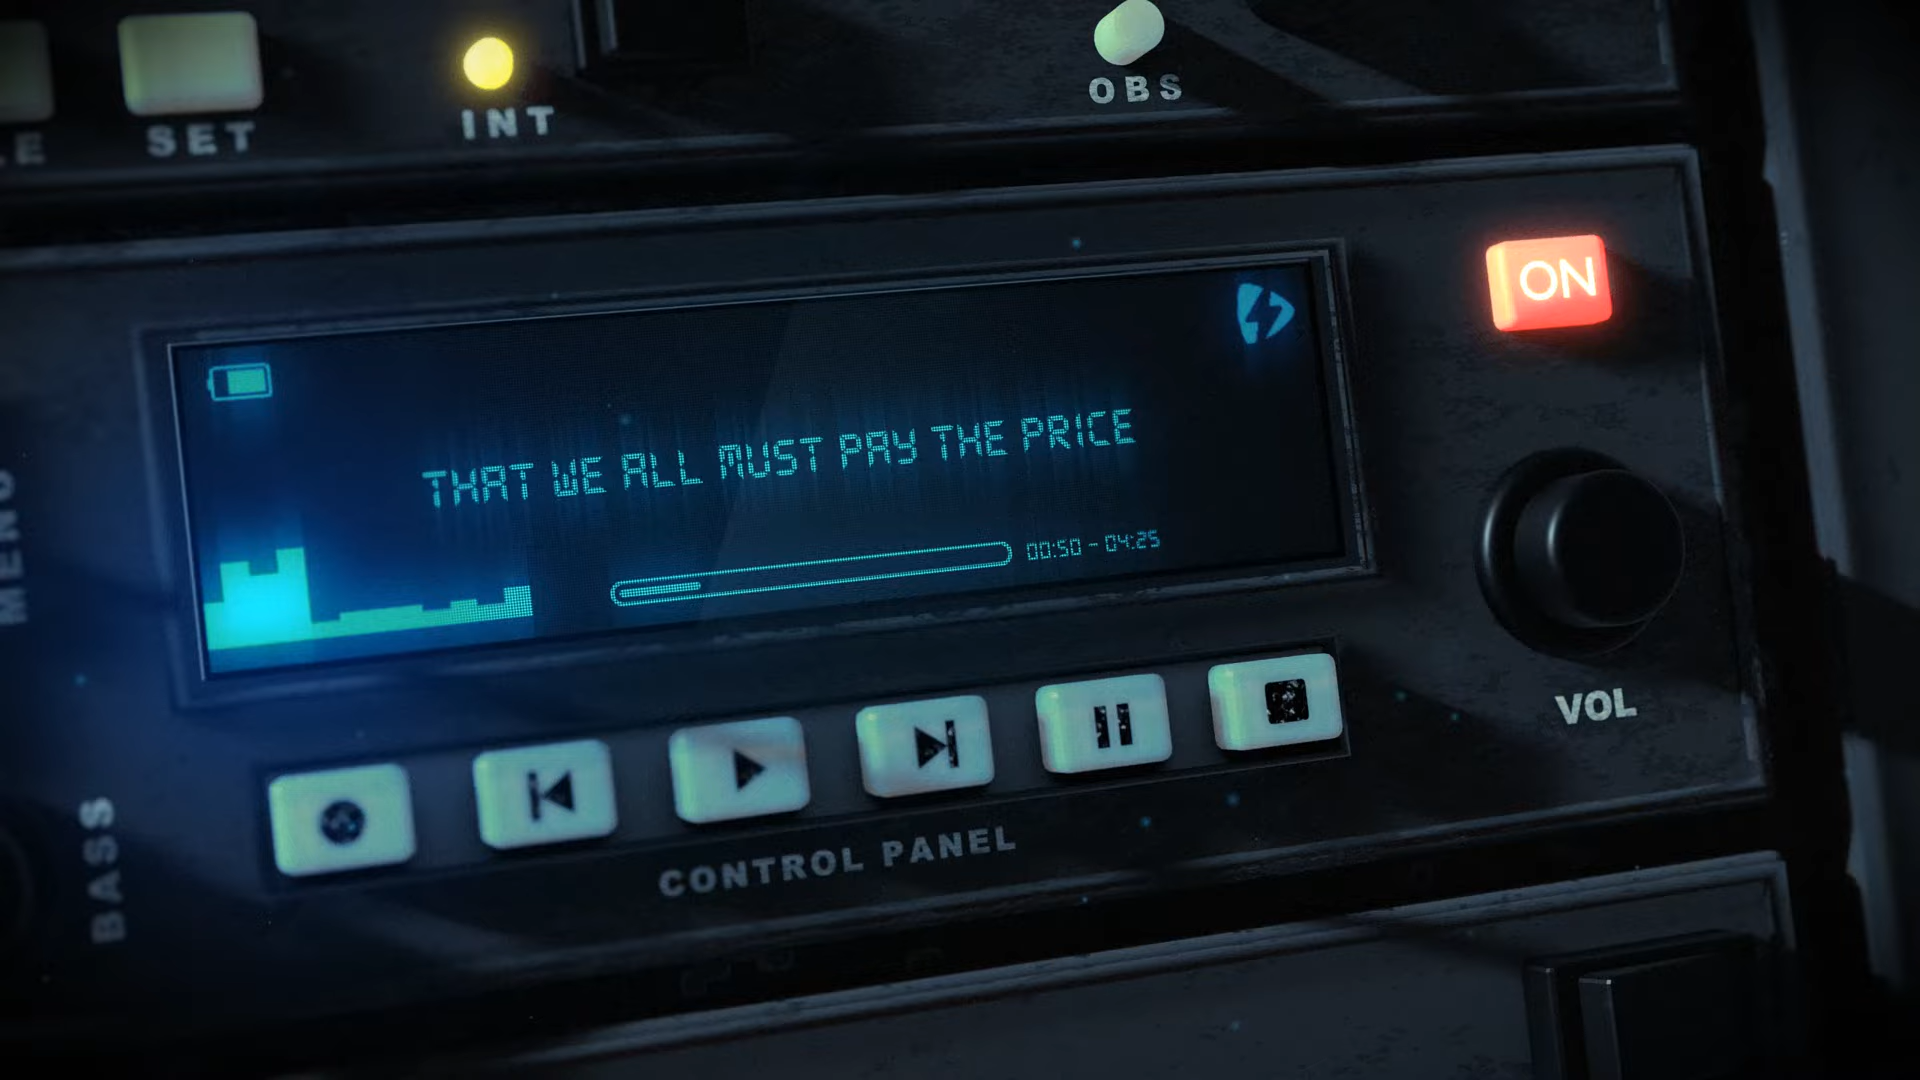 SET
INT
OBS
ON
THAT WE ALL MUST PAY THE PRICE
00:50 - 04:25
MENU
VOL
BASS
CONTROL PANEL